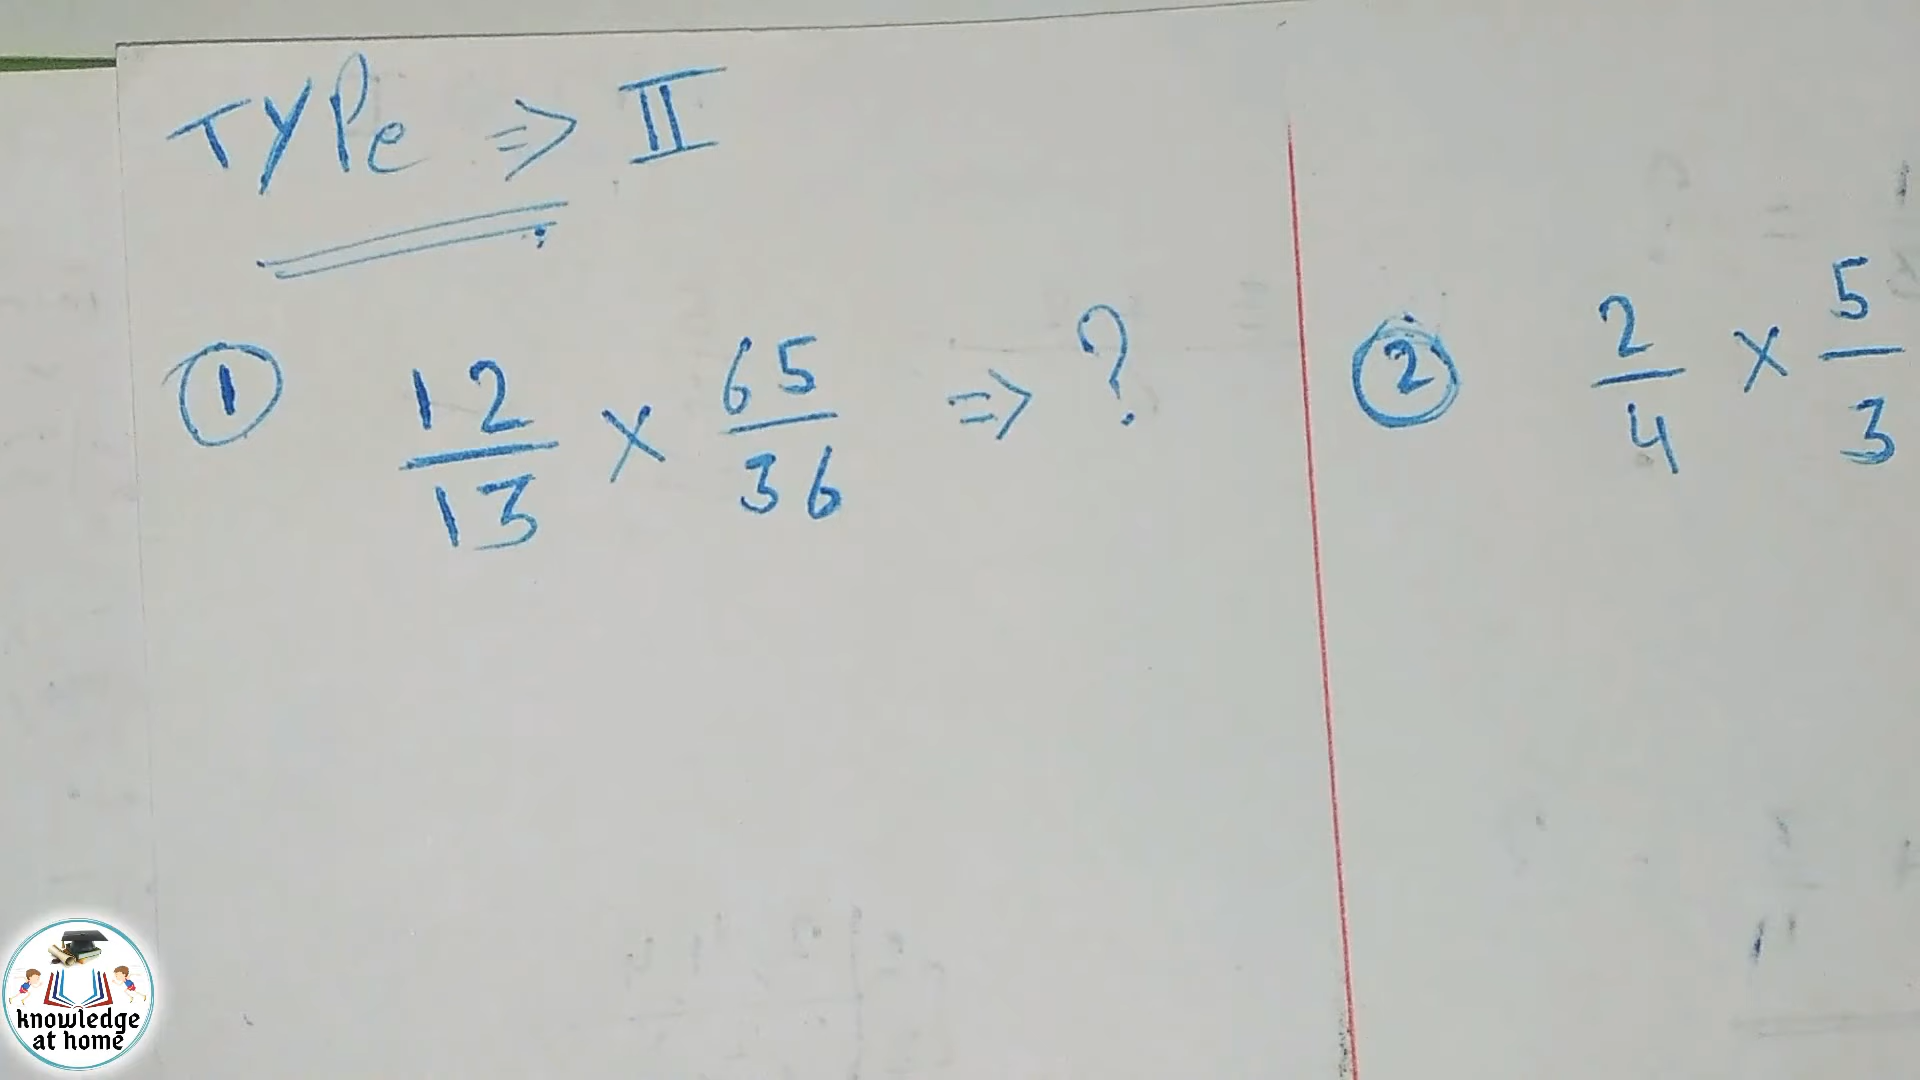 TYPe ⇒ II
① 12/13 × 65/36 ⇒ ?
② 2/4 × 5/3
knowledge
at home